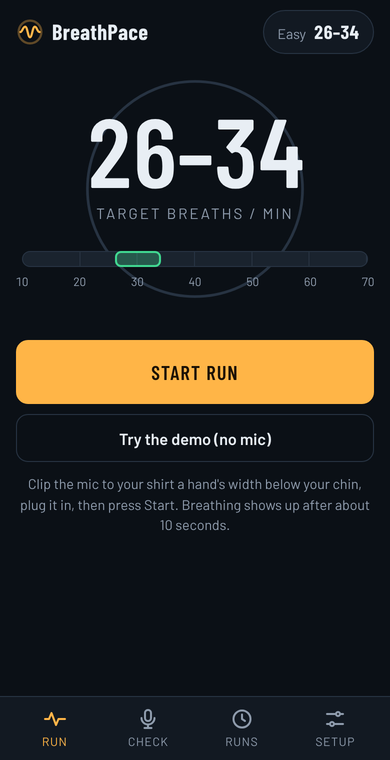 BreathPace
Easy 26–34
26–34
TARGET BREATHS / MIN
10 20 30 40 50 60 70
START RUN
Try the demo (no mic)
Clip the mic to your shirt a hand's width below your chin,
plug it in, then press Start. Breathing shows up after about
10 seconds.
RUN CHECK RUNS SETUP